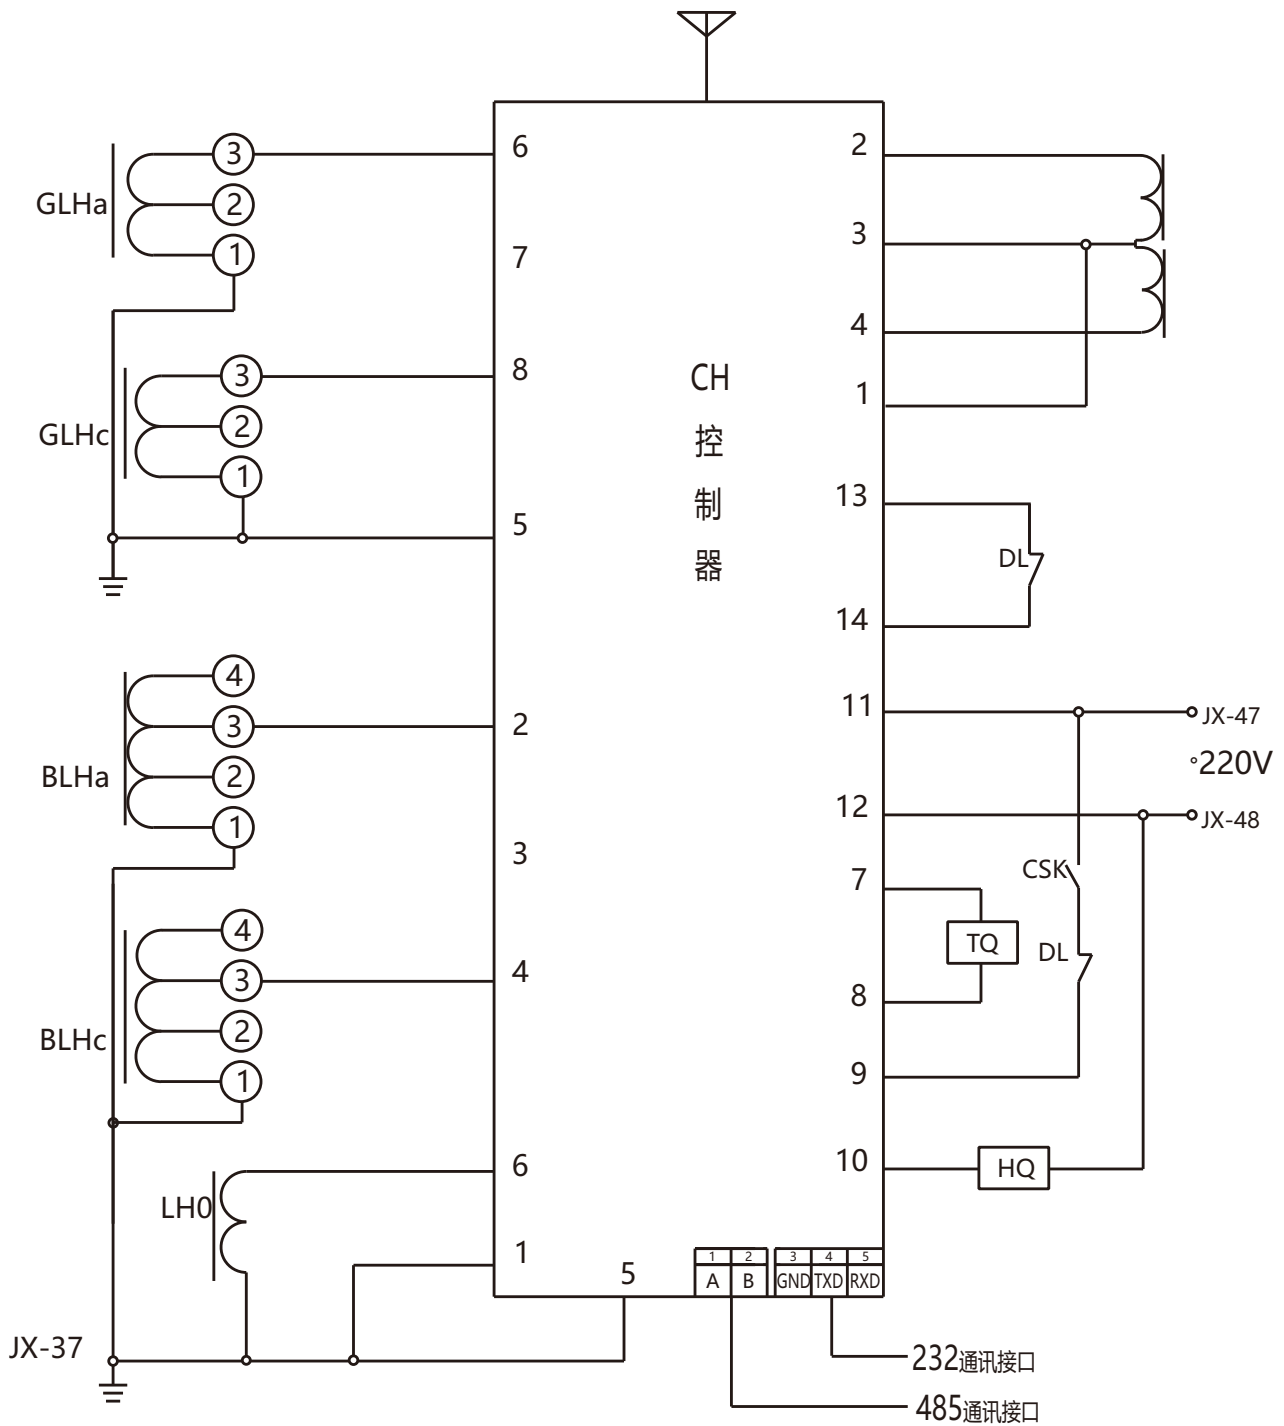 GLHa
3
2
1
6
7
GLHc
3
2
1
8
5
BLHa
4
3
2
1
2
3
BLHc
4
3
2
1
4
LH0
6
1
5
JX-37
CH
控
制
器
2
3
4
1
13
DL
14
11
JX-47
°220V
12
JX-48
7
CSK
TQ
DL
8
9
10
HQ
1 2 3 4 5
A B GND TXD RXD
232通讯接口
485通讯接口